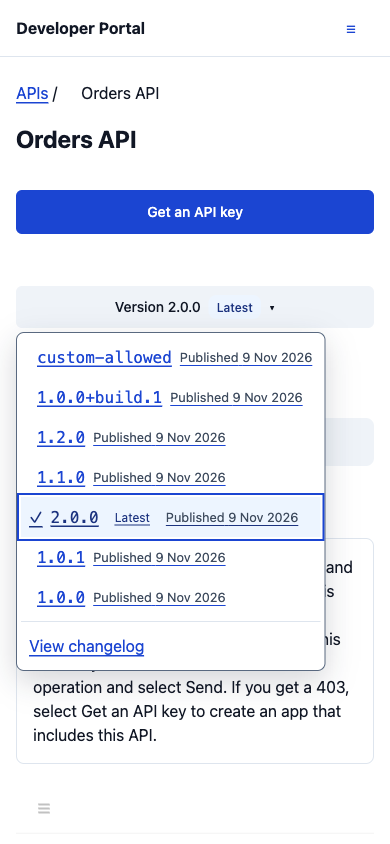 Developer Portal
APIs / Orders API
Orders API
Get an API key
Version 2.0.0 Latest
custom-allowed Published 9 Nov 2026
1.0.0+build.1 Published 9 Nov 2026
1.2.0 Published 9 Nov 2026
1.1.0 Published 9 Nov 2026
✓ 2.0.0 Latest Published 9 Nov 2026
1.0.1 Published 9 Nov 2026
1.0.0 Published 9 Nov 2026
View changelog
and
operation and select Send. If you get a 403,
select Get an API key to create an app that
includes this API.